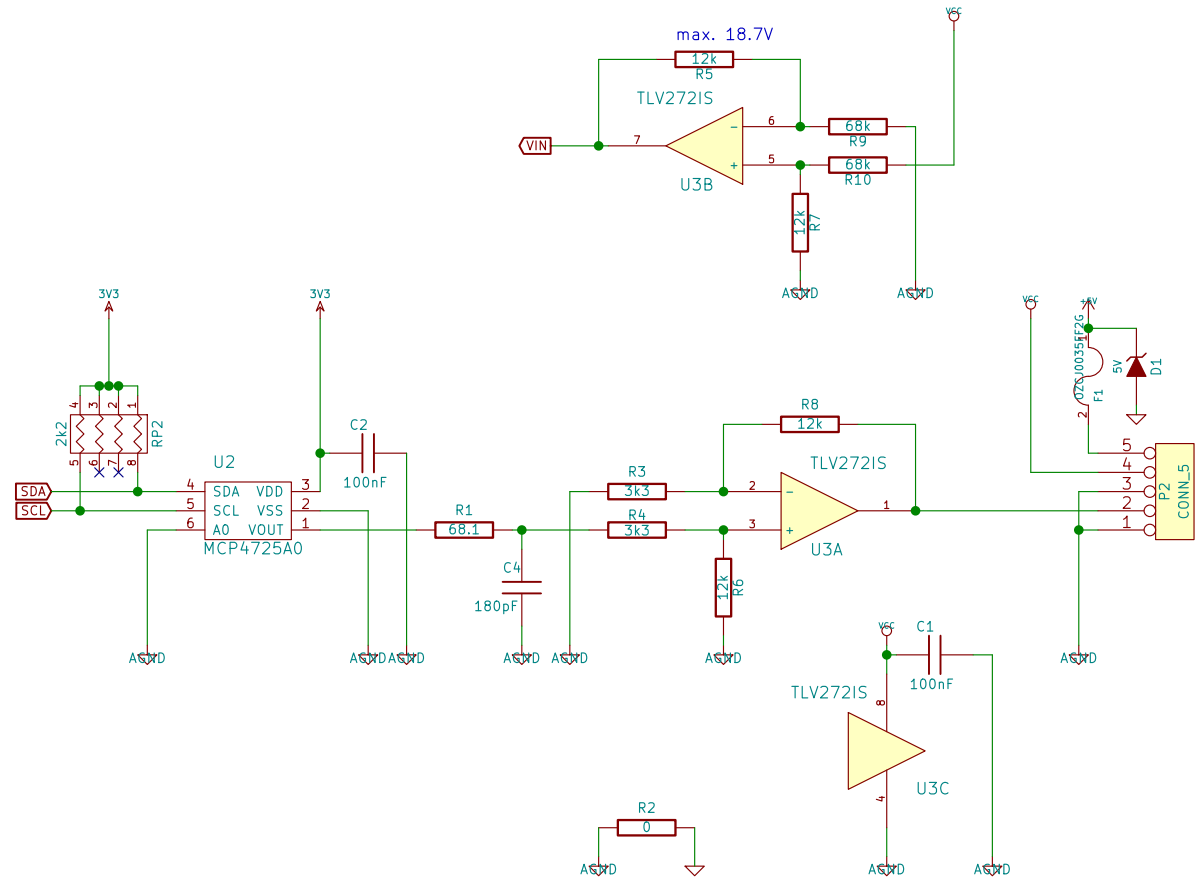 VCC
max. 18.7V
12k
R5
TLV272IS
VIN
7
6
−
68k
R9
5
+
68k
R10
U3B
12k
R7
AGND
AGND
3V3
3V3
VCC
+5V
0ZCJ0035FF2G
1
F1
2
5V
D1
4
3
2
1
2k2
RP2
5
6
7
8
C2
100nF
R8
12k
TLV272IS
U2
SDA
4
SDA
VDD
3
SCL
5
SCL
VSS
2
6
A0
VOUT
1
MCP4725A0
R1
68.1
R3
3k3
2
−
R4
3k3
3
+
1
U3A
C4
180pF
12k
R6
5
4
3
2
1
P2
CONN_5
AGND
AGND
AGND
AGND
AGND
AGND
AGND
VCC
C1
100nF
TLV272IS
8
4
U3C
R2
0
AGND
AGND
AGND